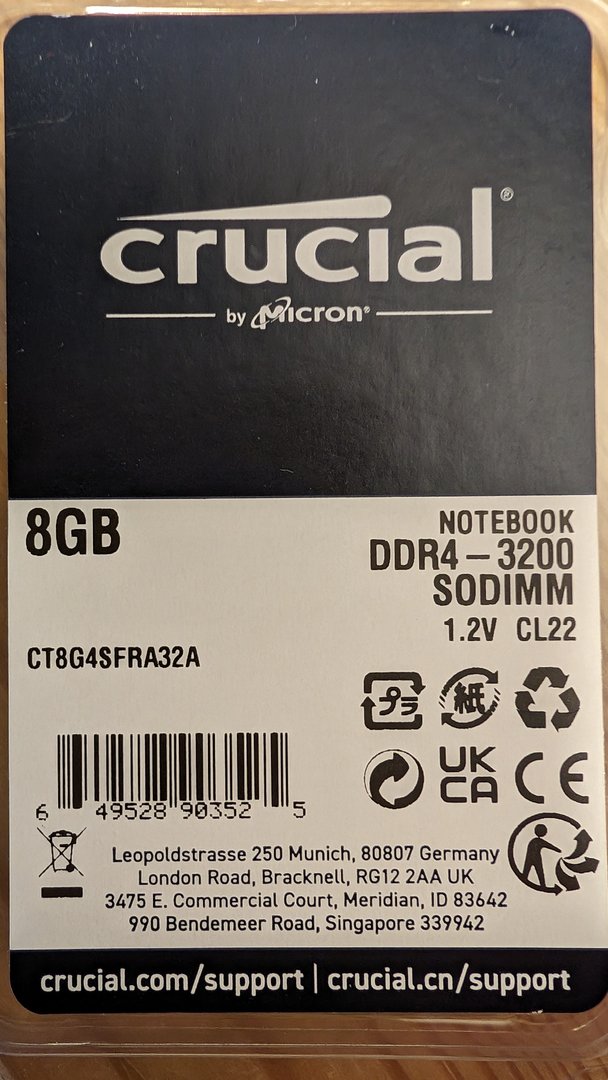 crucial®
by Micron®
8GB
NOTEBOOK
DDR4-3200
SODIMM
1.2V CL22
CT8G4SFRA32A
プラ
紙
UK
CA
CE
6 49528 90352 5
Leopoldstrasse 250 Munich, 80807 Germany
London Road, Bracknell, RG12 2AA UK
3475 E. Commercial Court, Meridian, ID 83642
990 Bendemeer Road, Singapore 339942
crucial.com/support | crucial.cn/support